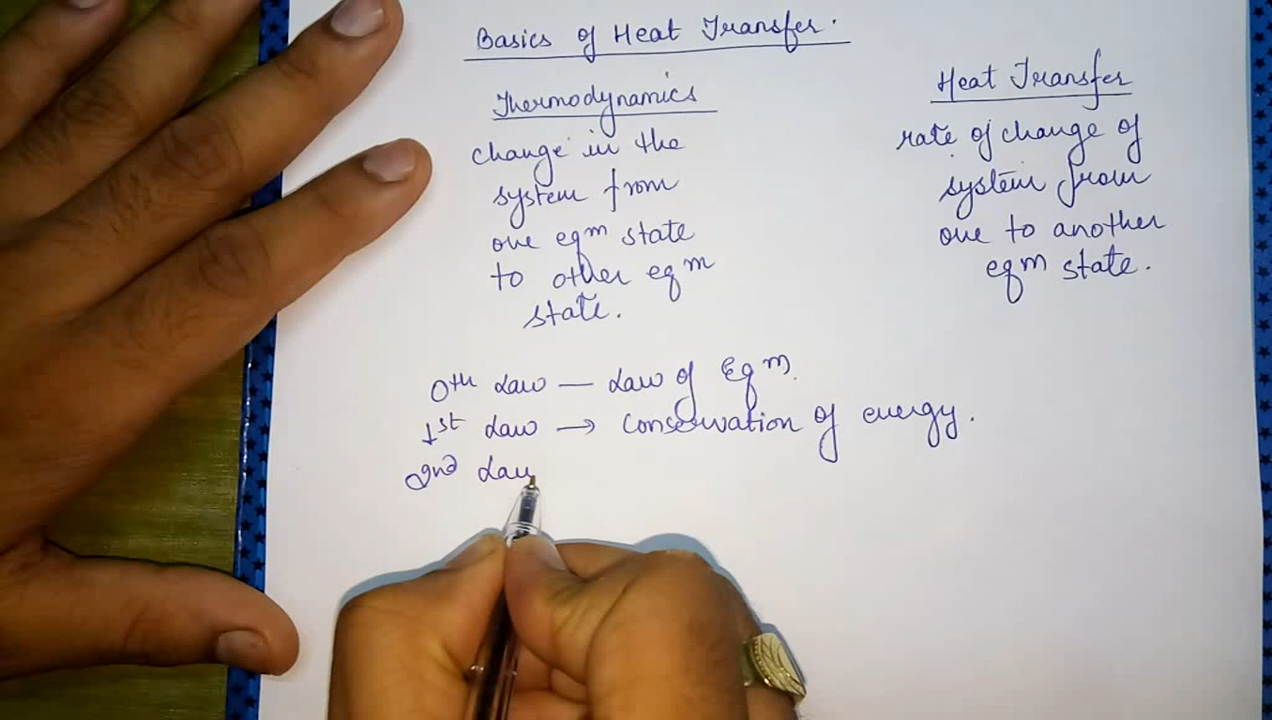 Basics of Heat Transfer.
Thermodynamics
change in the
system from
one eqm state
to other eqm
state.
Heat Transfer
rate of change of
system from
one to another
eqm state.
0th Law — Law of Eqm.
1st Law → Conservation of energy.
2nd Law